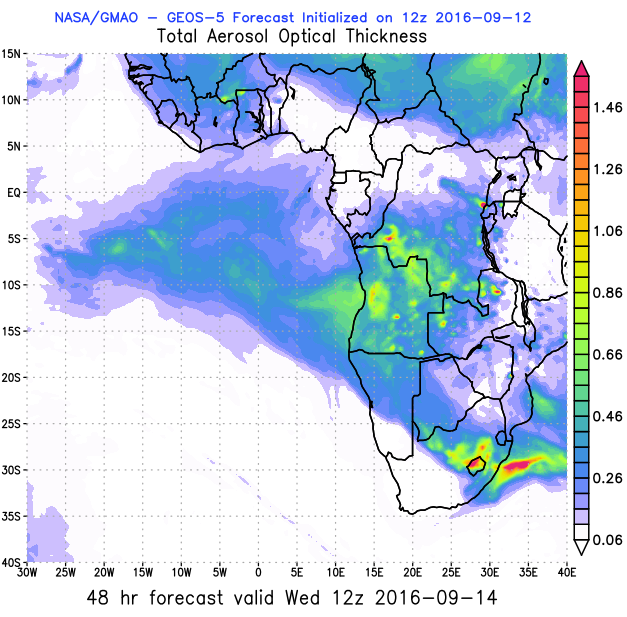 NASA/GMAO - GEOS-5 Forecast Initialized on 12z 2016-09-12
Total Aerosol Optical Thickness
15N
10N
5N
EQ
5S
10S
15S
20S
25S
30S
35S
40S
30W 25W 20W 15W 10W 5W 0 5E 10E 15E 20E 25E 30E 35E 40E
1.46
1.26
1.06
0.86
0.66
0.46
0.26
0.06
48 hr forecast valid Wed 12z 2016-09-14